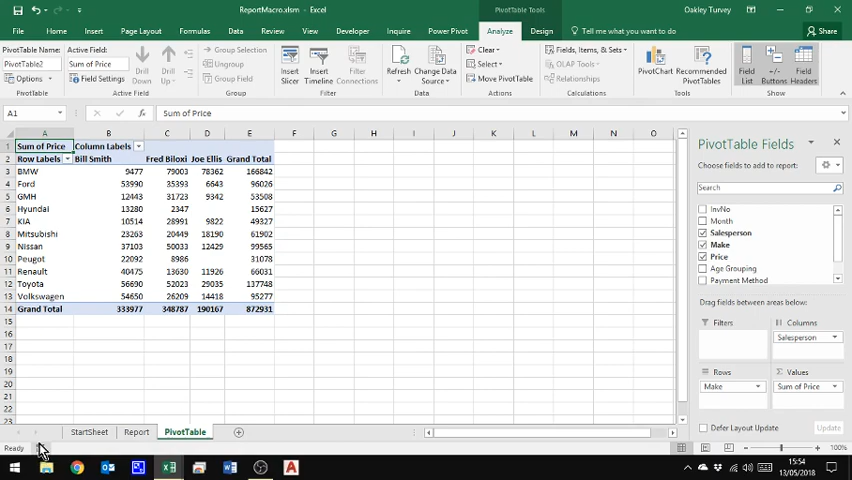 ReportMacro.xlsm - Excel
PivotTable Tools
Oakley Turvey
File Home Insert Page Layout Formulas Data Review View Developer Inquire Power Pivot Analyze Design Tell me what you want to do Share
PivotTable Name:
PivotTable2
Options
PivotTable
Active Field:
Sum of Price
Field Settings
Drill Down
Drill Up
Active Field
Group Selection
Ungroup
Group Field
Group
Insert Slicer
Insert Timeline
Filter Connections
Filter
Refresh
Change Data Source
Data
Clear
Select
Move PivotTable
Actions
Fields, Items, & Sets
OLAP Tools
Relationships
Calculations
PivotChart
Recommended PivotTables
Tools
Field List
+/- Buttons
Field Headers
Show
A1 Sum of Price
A B C D E F G H I J K L M N O
1 Sum of Price Column Labels
2 Row Labels Bill Smith Fred Biloxi Joe Ellis Grand Total
3 BMW 9477 79003 78362 166842
4 Ford 53990 35393 6643 96026
5 GMH 12443 31723 9342 53508
6 Hyundai 13280 2347 15627
7 KIA 10514 28991 9822 49327
8 Mitsubishi 23263 20449 18190 61902
9 Nissan 37103 50033 12429 99565
10 Peugot 22092 8986 31078
11 Renault 40475 13630 11926 66031
12 Toyota 56690 52023 29035 137748
13 Volkswagen 54650 26209 14418 95277
14 Grand Total 333977 348787 190167 872931
15
16
17
18
19
20
21
22
23
PivotTable Fields
Choose fields to add to report:
Search
InvNo
Month
Salesperson
Make
Price
Age Grouping
Payment Method
Drag fields between areas below:
Filters
Columns
Salesperson
Rows
Make
Values
Sum of Price
Defer Layout Update
Update
StartSheet Report PivotTable
Ready
100%
15:54
13/05/2018